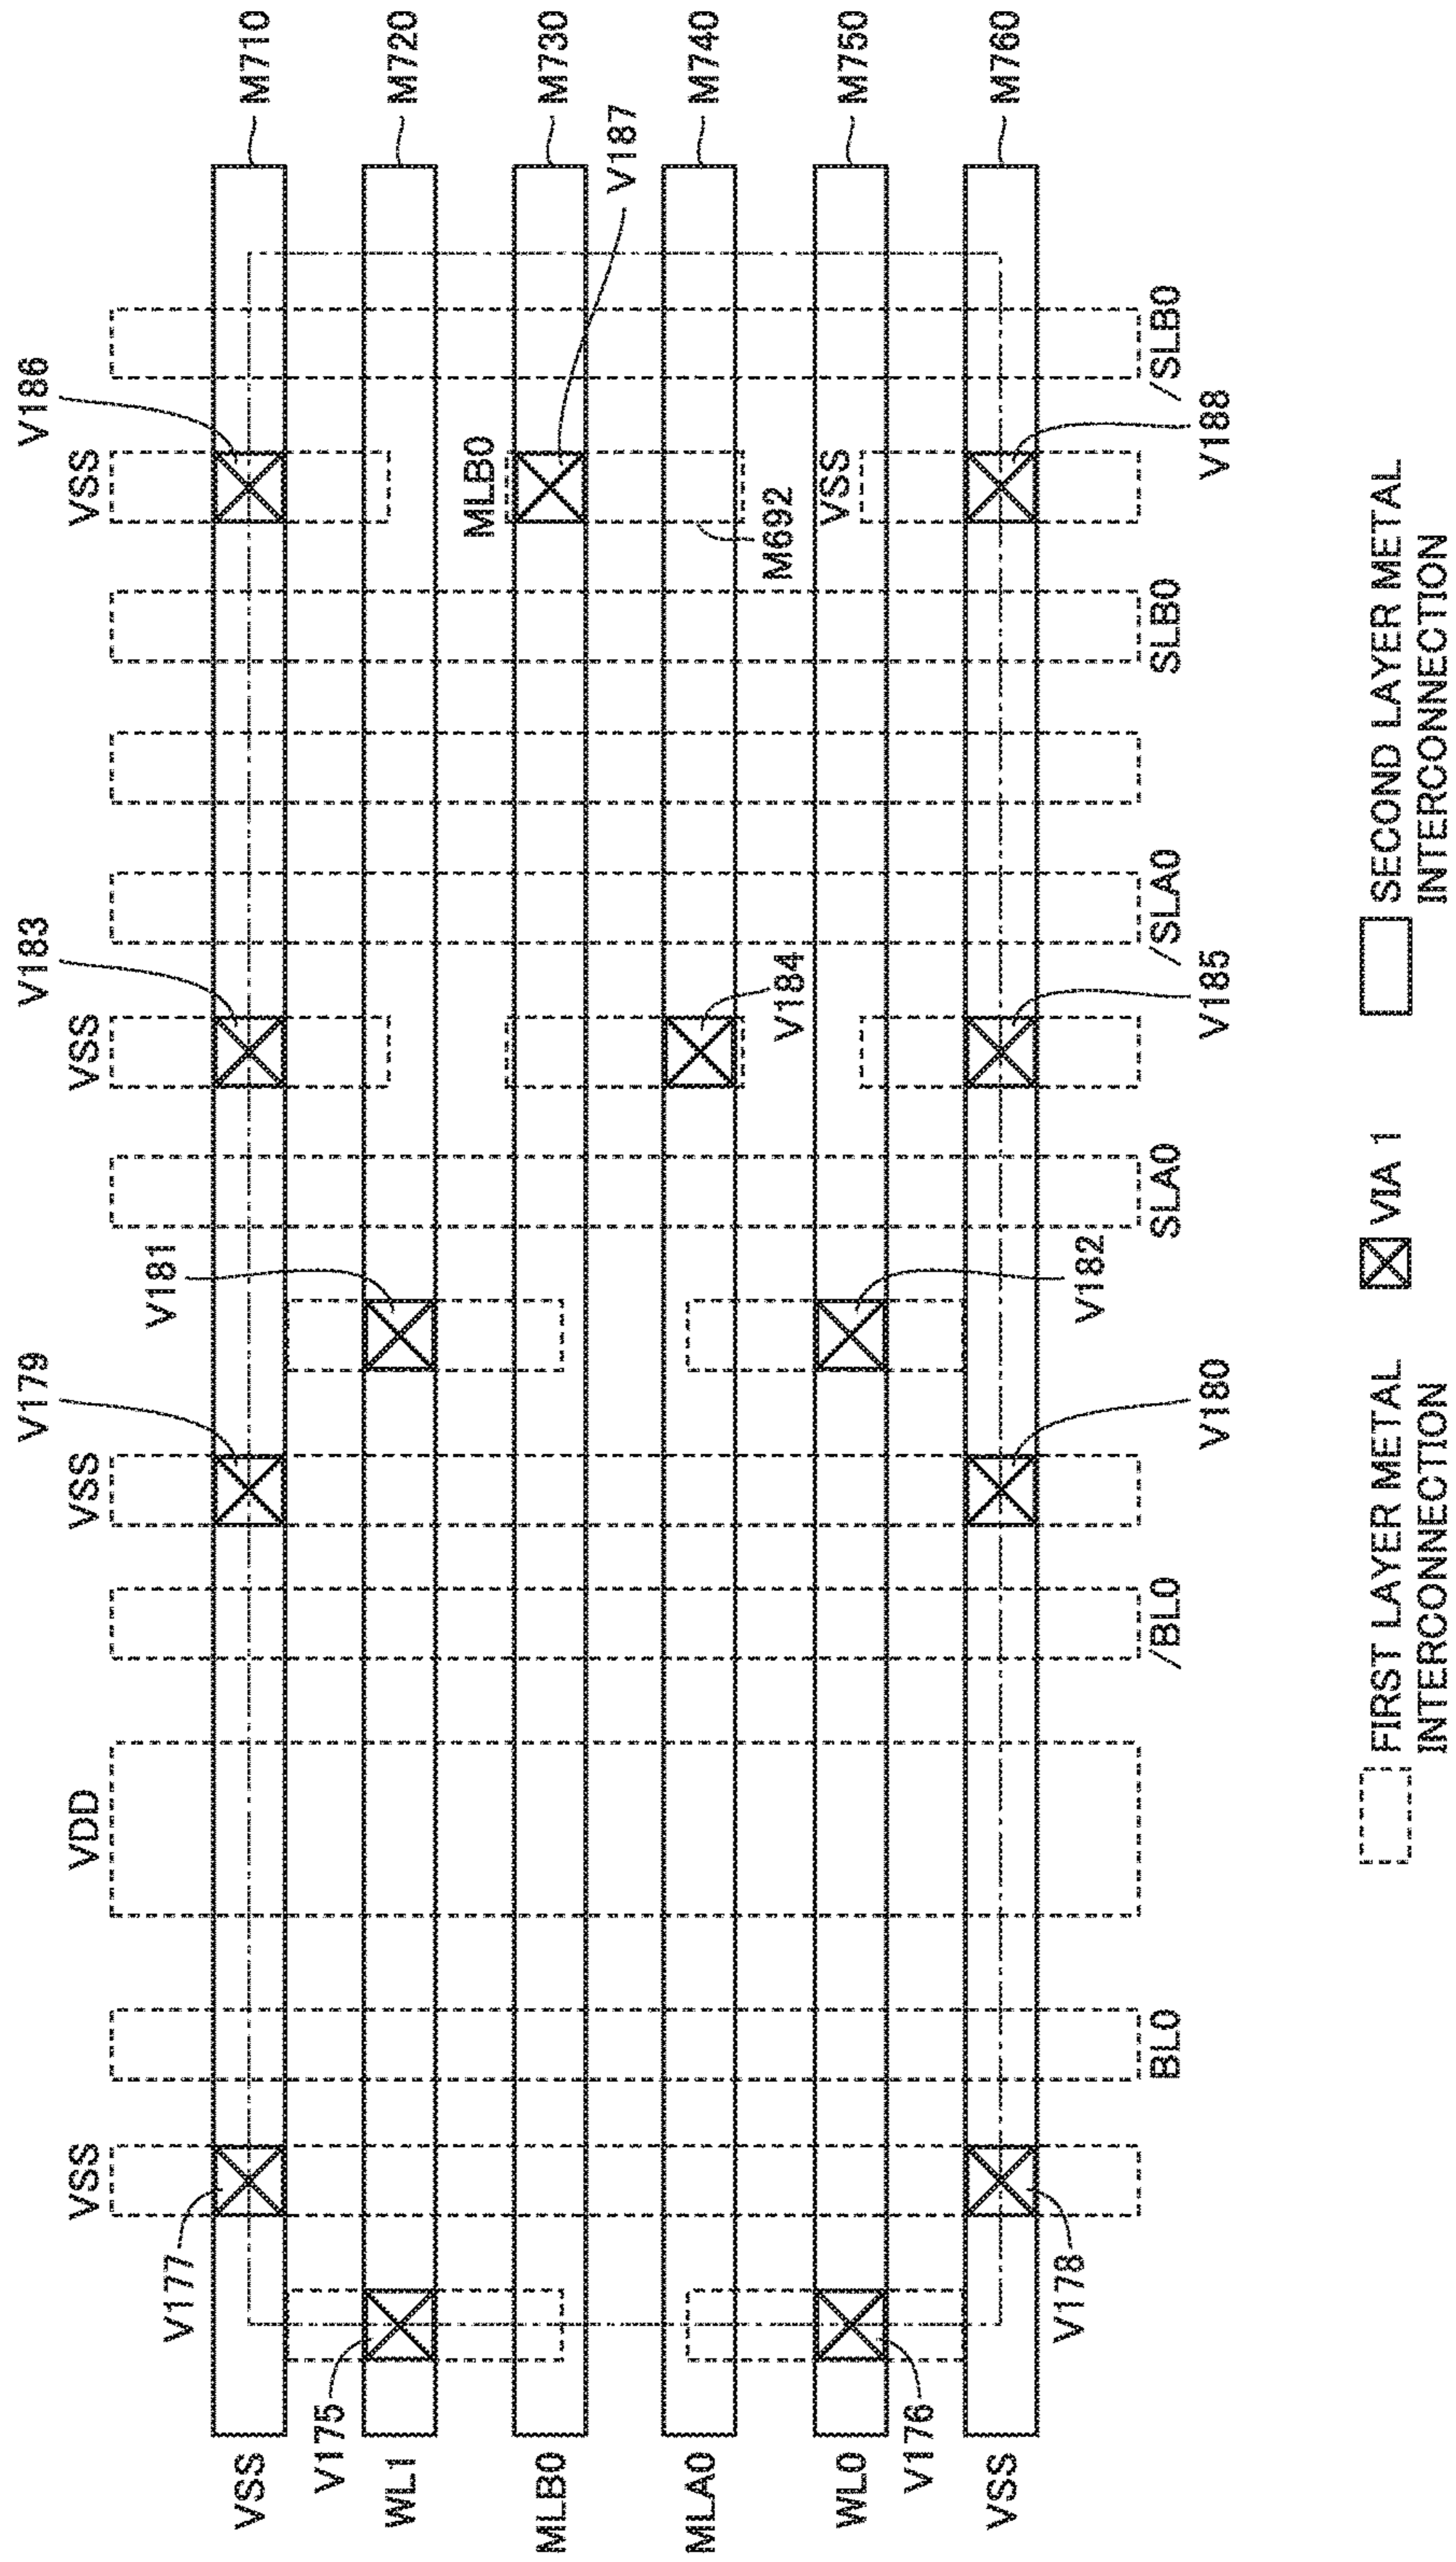 M710
M720
M730
M740
M750
M760
V187
V186
VSS
MLB0
M692
VSS
V188
/SLB0
SLB0
V183
VSS
V184
V185
/SLA0
SLA0
V181
V182
V179
VSS
V180
/BL0
VDD
BL0
VSS
V177
V178
V175
V176
VSS
WL1
MLB0
MLA0
WL0
VSS
FIRST LAYER METAL
INTERCONNECTION
VIA 1
SECOND LAYER METAL
INTERCONNECTION